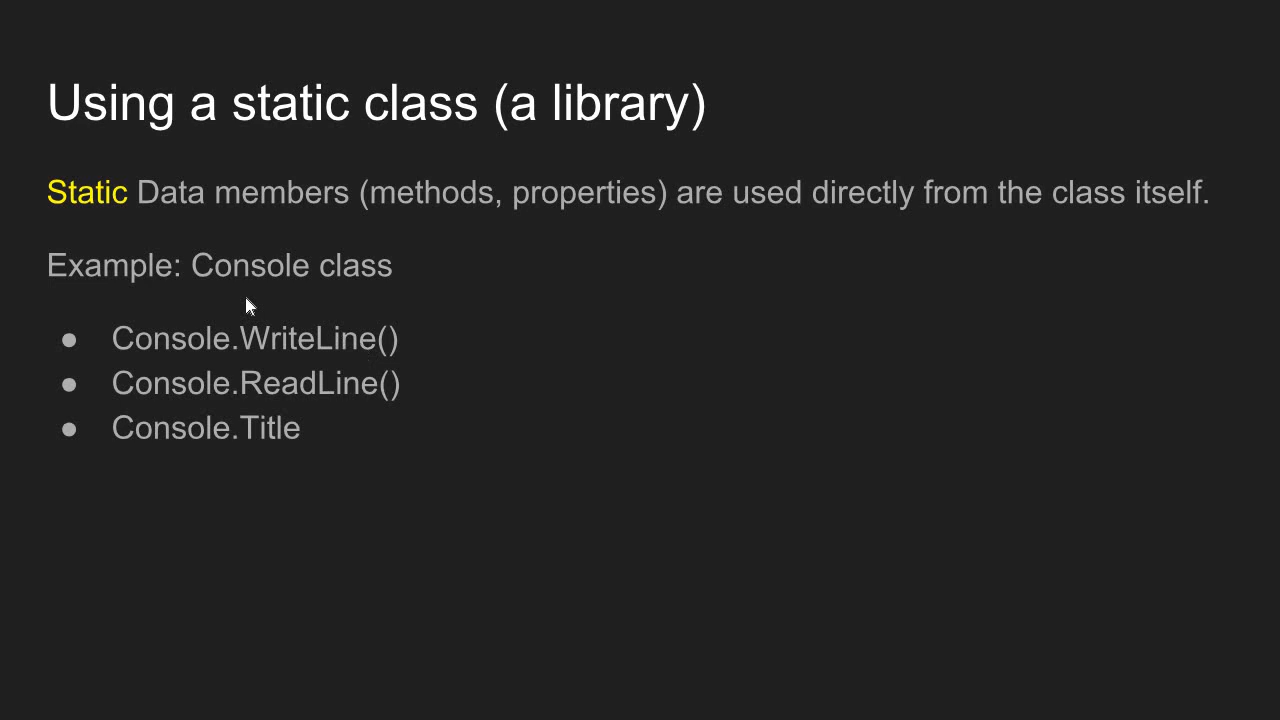 Using a static class (a library)
Static Data members (methods, properties) are used directly from the class itself.
Example: Console class
● Console.WriteLine()
● Console.ReadLine()
● Console.Title